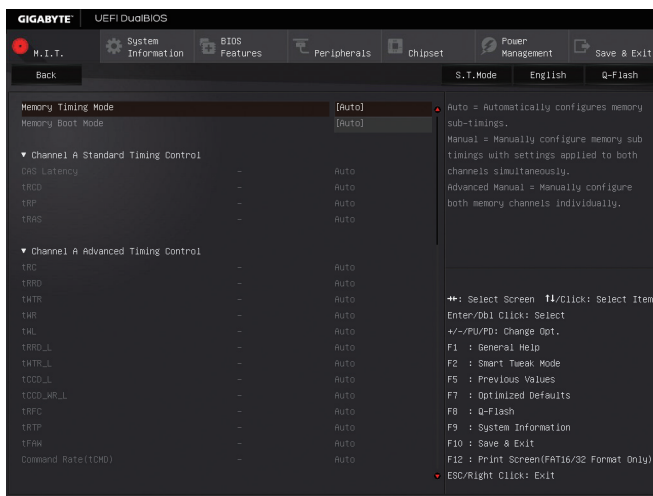 GIGABYTE™ UEFI DualBIOS
M.I.T. System Information BIOS Features Peripherals Chipset Power Management Save & Exit
Back S.T.Mode English Q-Flash
Memory Timing Mode [Auto]
Memory Boot Mode [Auto]
▼ Channel A Standard Timing Control
CAS Latency - Auto
tRCD - Auto
tRP - Auto
tRAS - Auto
▼ Channel A Advanced Timing Control
tRC - Auto
tRRD - Auto
tWTR - Auto
tWR - Auto
tWL - Auto
tRRD_L - Auto
tWTR_L - Auto
tCCD_L - Auto
tCCD_WR_L - Auto
tRFC - Auto
tRTP - Auto
tFAW - Auto
Command Rate(tCMD) - Auto
Auto = Automatically configures memory
sub-timings.
Manual = Manually configure memory sub
timings with settings applied to both
channels simultaneously.
Advanced Manual = Manually configure
both memory channels individually.
→←: Select Screen ↑↓/Click: Select Item
Enter/Dbl Click: Select
+/-/PU/PD: Change Opt.
F1 : General Help
F2 : Smart Tweak Mode
F5 : Previous Values
F7 : Optimized Defaults
F8 : Q-Flash
F9 : System Information
F10 : Save & Exit
F12 : Print Screen(FAT16/32 Format Only)
ESC/Right Click: Exit